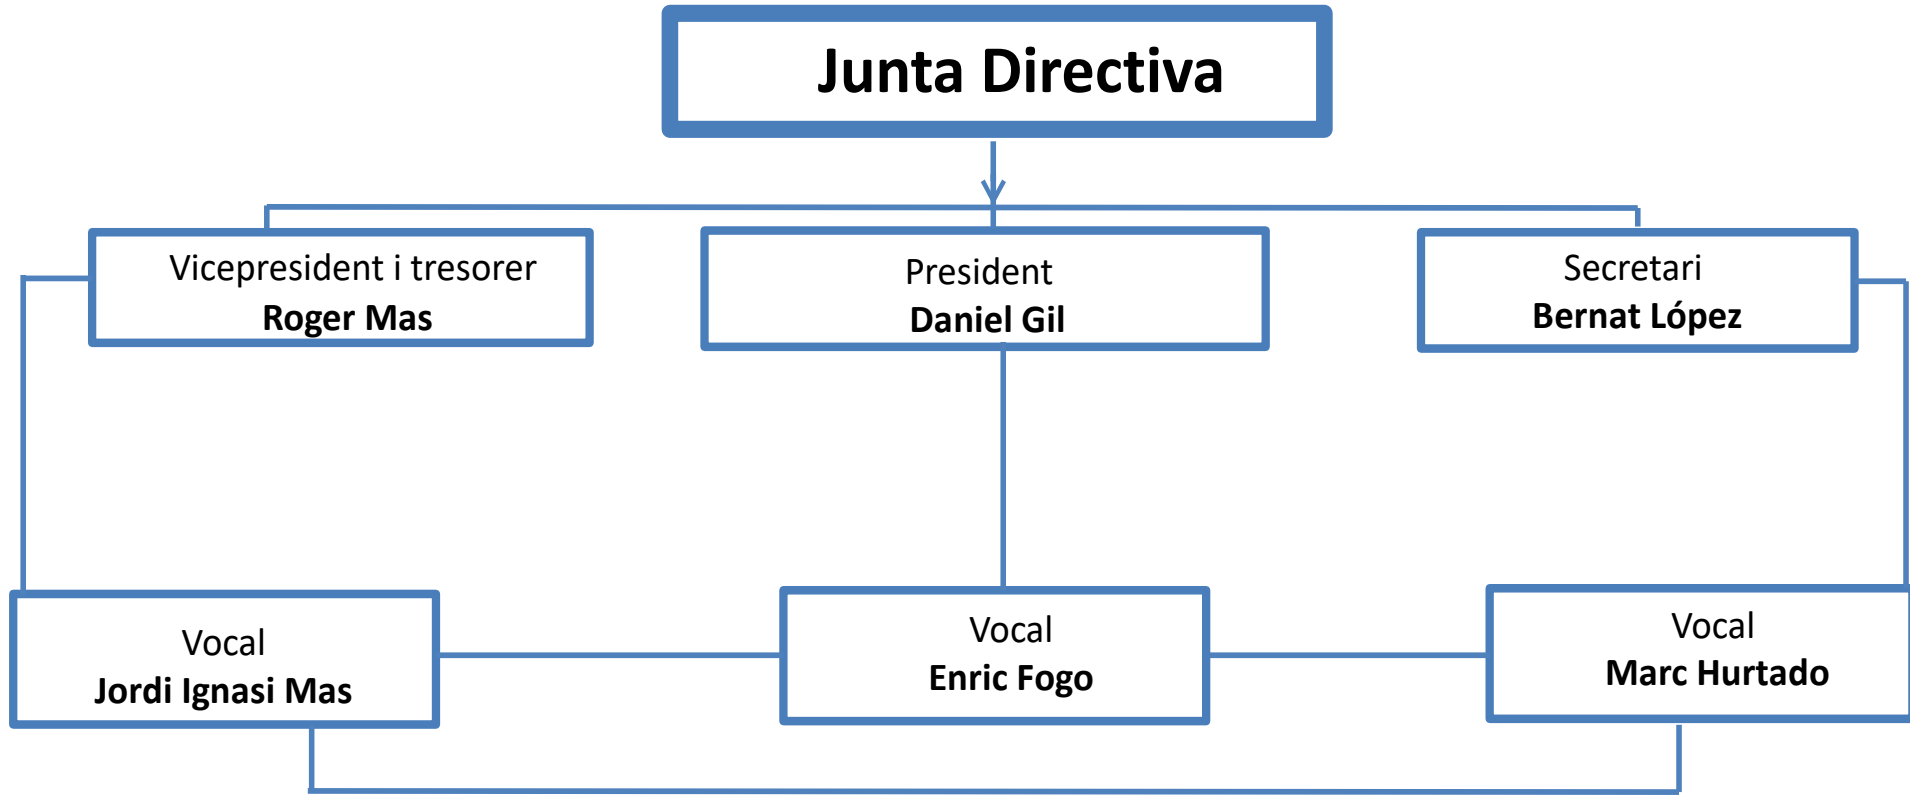 Junta Directiva
Vicepresident i tresorer
Roger Mas
President
Daniel Gil
Secretari
Bernat López
Vocal
Jordi Ignasi Mas
Vocal
Enric Fogo
Vocal
Marc Hurtado